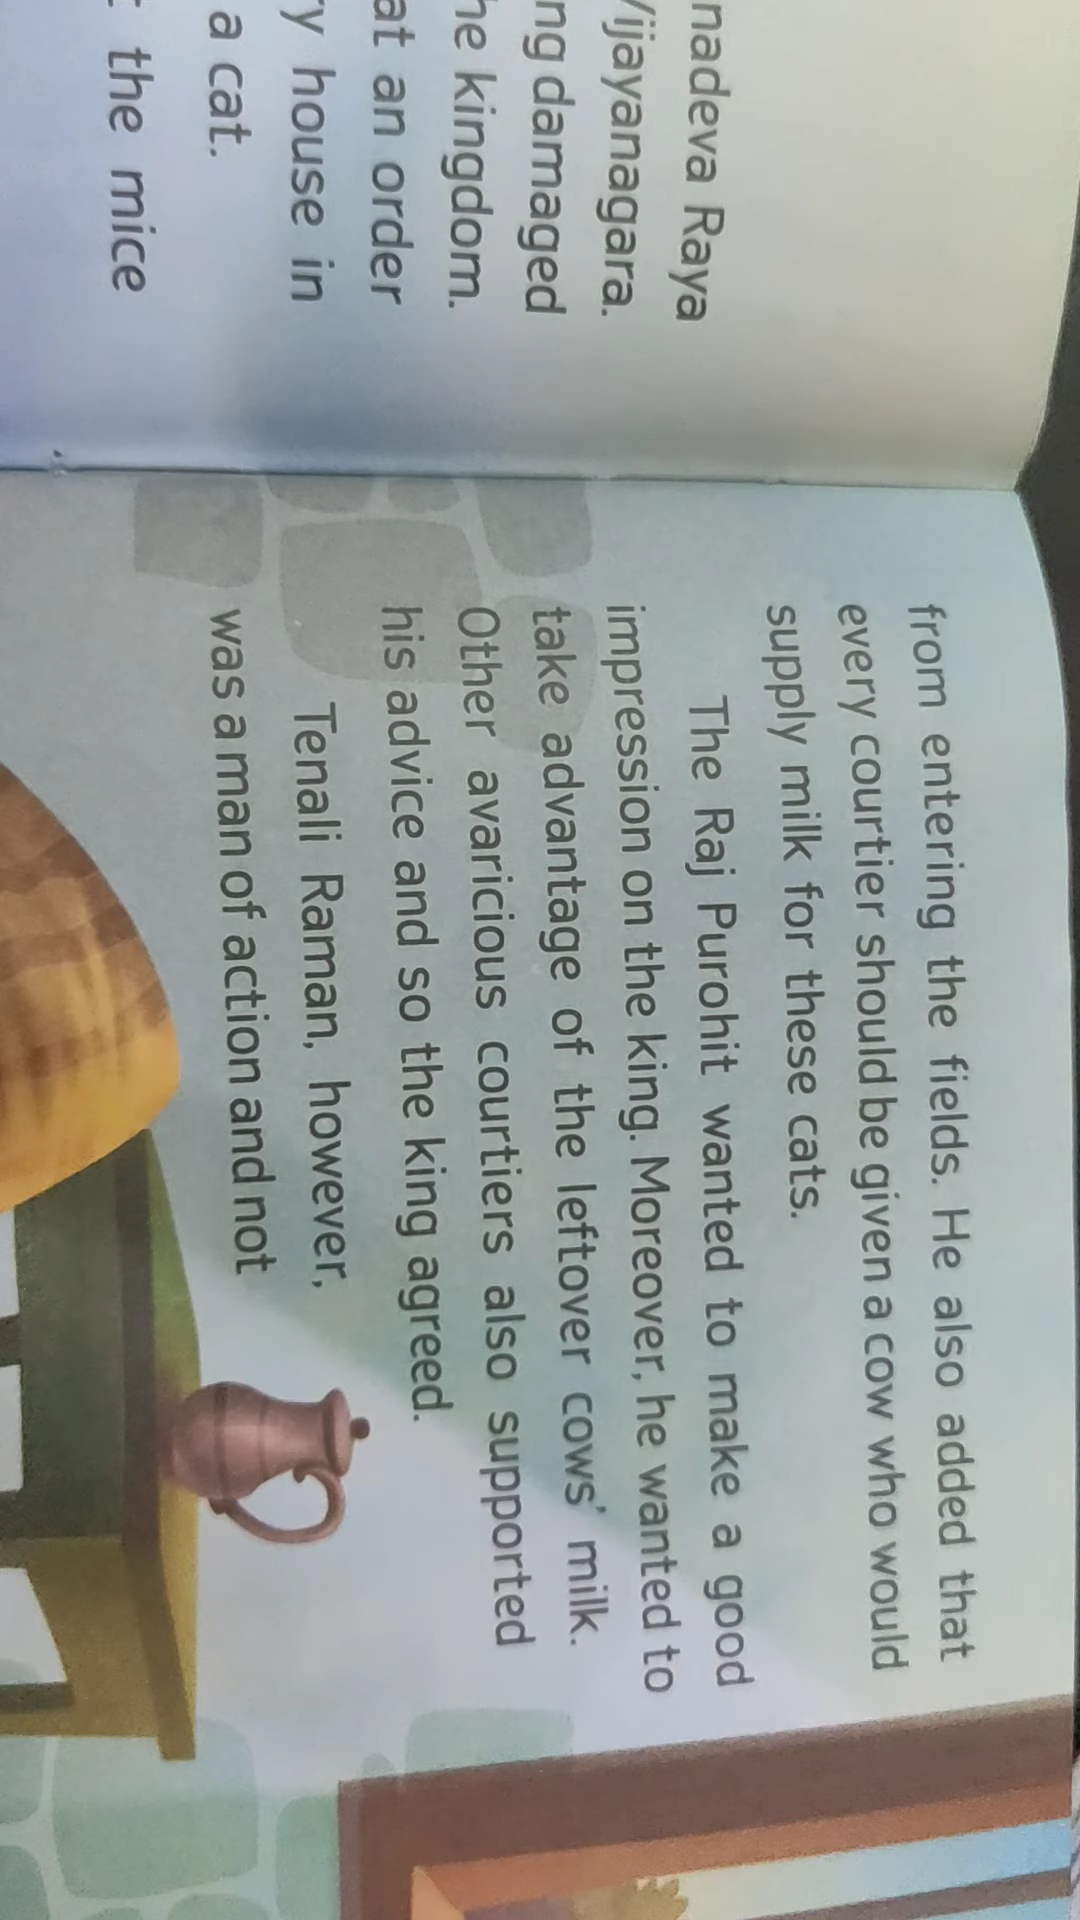 nadeva Raya
Vijayanagara.
ng damaged
he kingdom.
at an order
ry house in
a cat.
the mice
from entering the fields. He also added that
every courtier should be given a cow who would
supply milk for these cats.
The Raj Purohit wanted to make a good
impression on the king. Moreover, he wanted to
take advantage of the leftover cows' milk.
Other avaricious courtiers also supported
his advice and so the king agreed.
Tenali Raman, however,
was a man of action and not